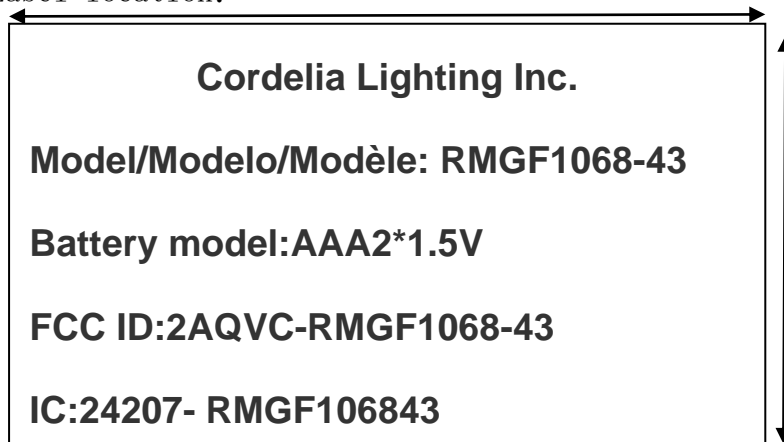 Cordelia Lighting Inc.
Model/Modelo/Modèle: RMGF1068-43
Battery model:AAA2*1.5V
FCC ID:2AQVC-RMGF1068-43
IC:24207- RMGF106843